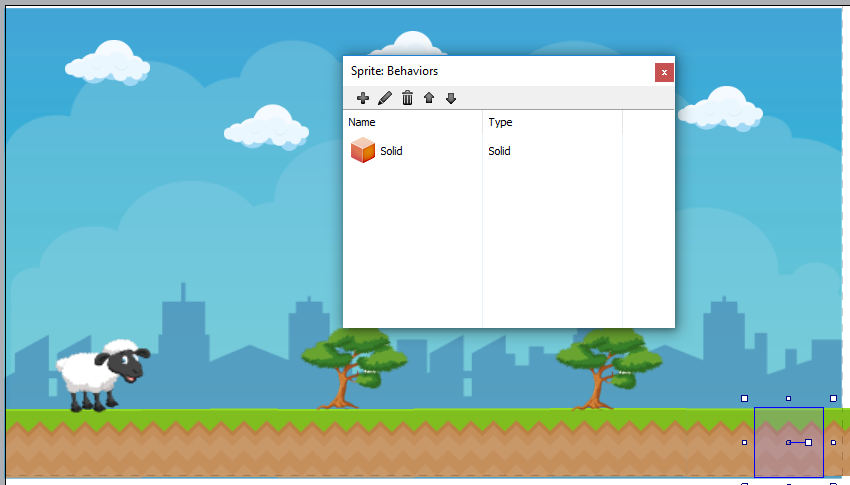 Sprite: Behaviors
x
Name Type
Solid Solid